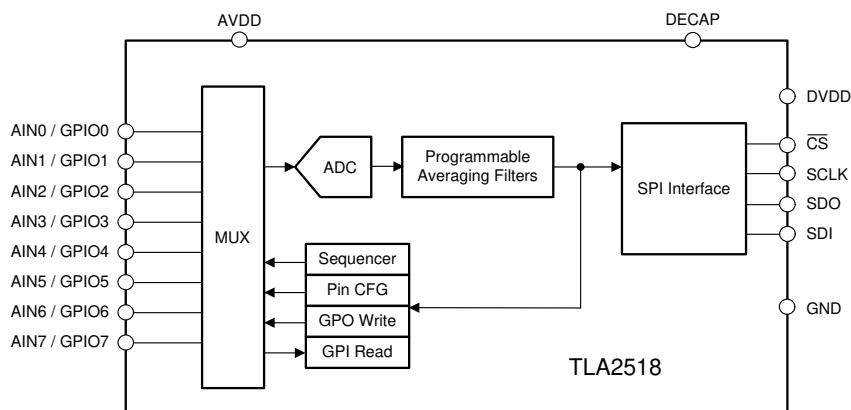 AVDD
DECAP
DVDD
AIN0 / GPIO0
AIN1 / GPIO1
AIN2 / GPIO2
AIN3 / GPIO3
AIN4 / GPIO4
AIN5 / GPIO5
AIN6 / GPIO6
AIN7 / GPIO7
MUX
ADC
Programmable
Averaging Filters
SPI Interface
C̅S̅
SCLK
SDO
SDI
Sequencer
Pin CFG
GPO Write
GPI Read
GND
TLA2518